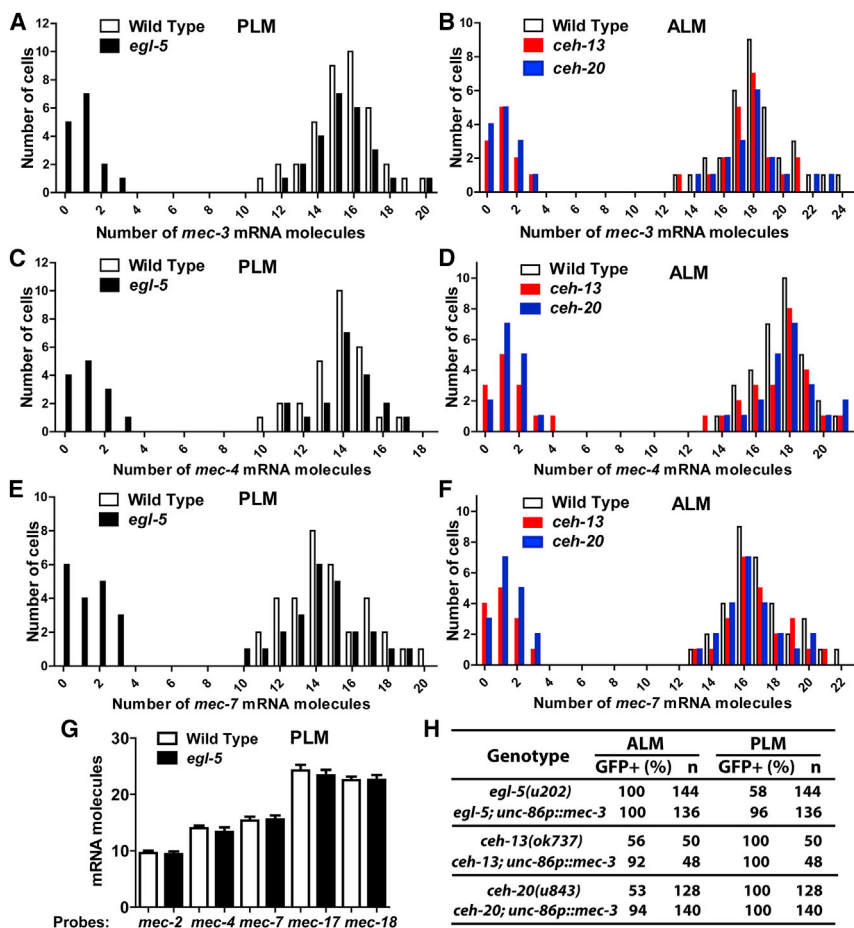 A
Wild Type
egl-5
PLM
Number of cells
12
10
8
6
4
2
0
0 2 4 6 8 10 12 14 16 18 20
Number of mec-3 mRNA molecules
B
Wild Type
ceh-13
ceh-20
ALM
Number of cells
10
8
6
4
2
0
0 2 4 6 8 10 12 14 16 18 20 22 24
Number of mec-3 mRNA molecules
C
Wild Type
egl-5
PLM
Number of cells
12
10
8
6
4
2
0
0 2 4 6 8 10 12 14 16 18
Number of mec-4 mRNA molecules
D
Wild Type
ceh-13
ceh-20
ALM
Number of cells
12
10
8
6
4
2
0
0 2 4 6 8 10 12 14 16 18 20
Number of mec-4 mRNA molecules
E
Wild Type
egl-5
PLM
Number of cells
10
8
6
4
2
0
0 2 4 6 8 10 12 14 16 18 20
Number of mec-7 mRNA molecules
F
Wild Type
ceh-13
ceh-20
ALM
Number of cells
12
10
8
6
4
2
0
0 2 4 6 8 10 12 14 16 18 20 22
Number of mec-7 mRNA molecules
G
Wild Type
egl-5
PLM
mRNA molecules
30
20
10
0
Probes: mec-2 mec-4 mec-7 mec-17 mec-18
H
Genotype ALM PLM
GFP+ (%) n GFP+ (%) n
egl-5(u202) 100 144 58 144
egl-5; unc-86p::mec-3 100 136 96 136
ceh-13(ok737) 56 50 100 50
ceh-13; unc-86p::mec-3 92 48 100 48
ceh-20(u843) 53 128 100 128
ceh-20; unc-86p::mec-3 94 140 100 140